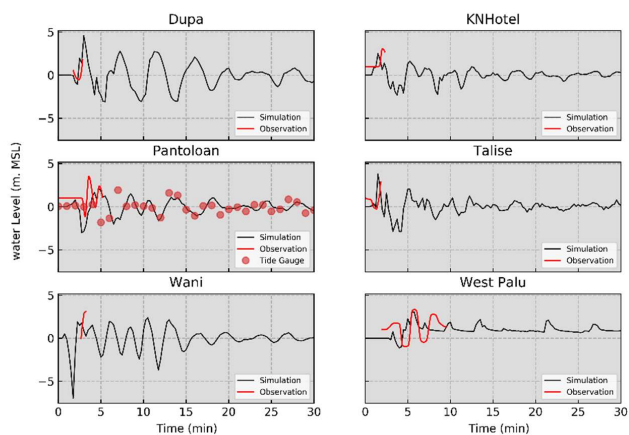 Dupa
KNHotel
5
0
−5
Simulation
Observation
Simulation
Observation
Pantoloan
Talise
water Level (m. MSL)
5
0
−5
Simulation
Observation
Tide Gauge
Simulation
Observation
Wani
West Palu
5
0
−5
Simulation
Observation
Simulation
Observation
0 5 10 15 20 25 30
0 5 10 15 20 25 30
Time (min)
Time (min)